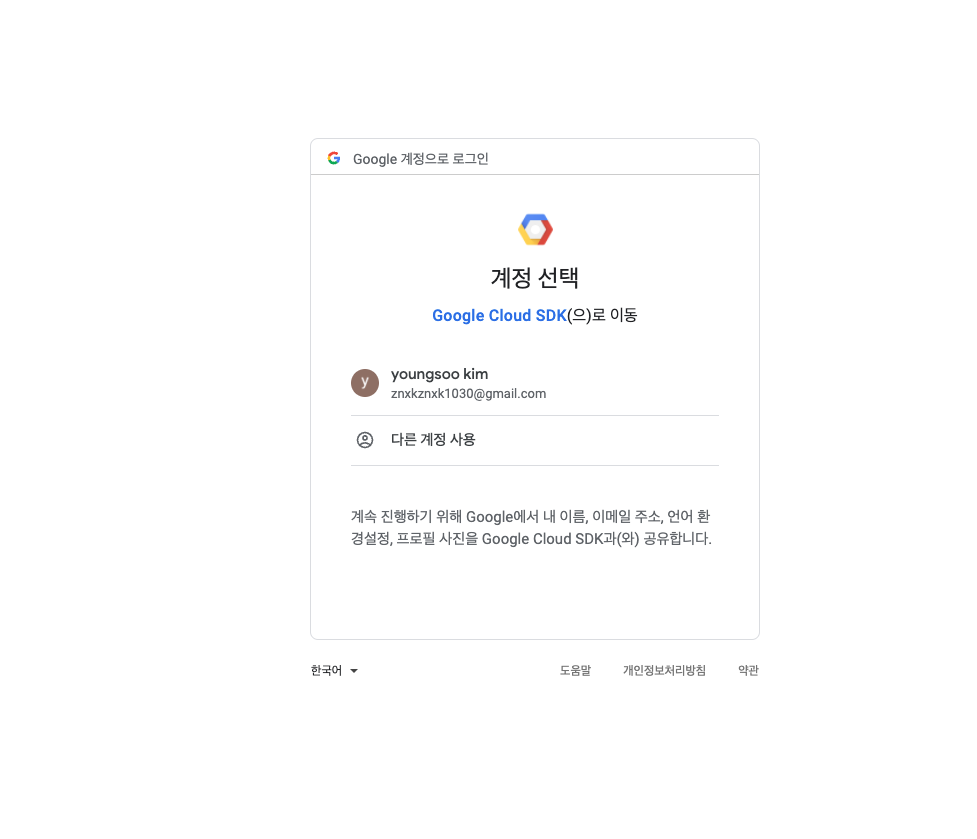 Google 계정으로 로그인
계정 선택
Google Cloud SDK(으)로 이동
y
youngsoo kim
znxkznxk1030@gmail.com
다른 계정 사용
계속 진행하기 위해 Google에서 내 이름, 이메일 주소, 언어 환
경설정, 프로필 사진을 Google Cloud SDK과(와) 공유합니다.
한국어
도움말
개인정보처리방침
약관